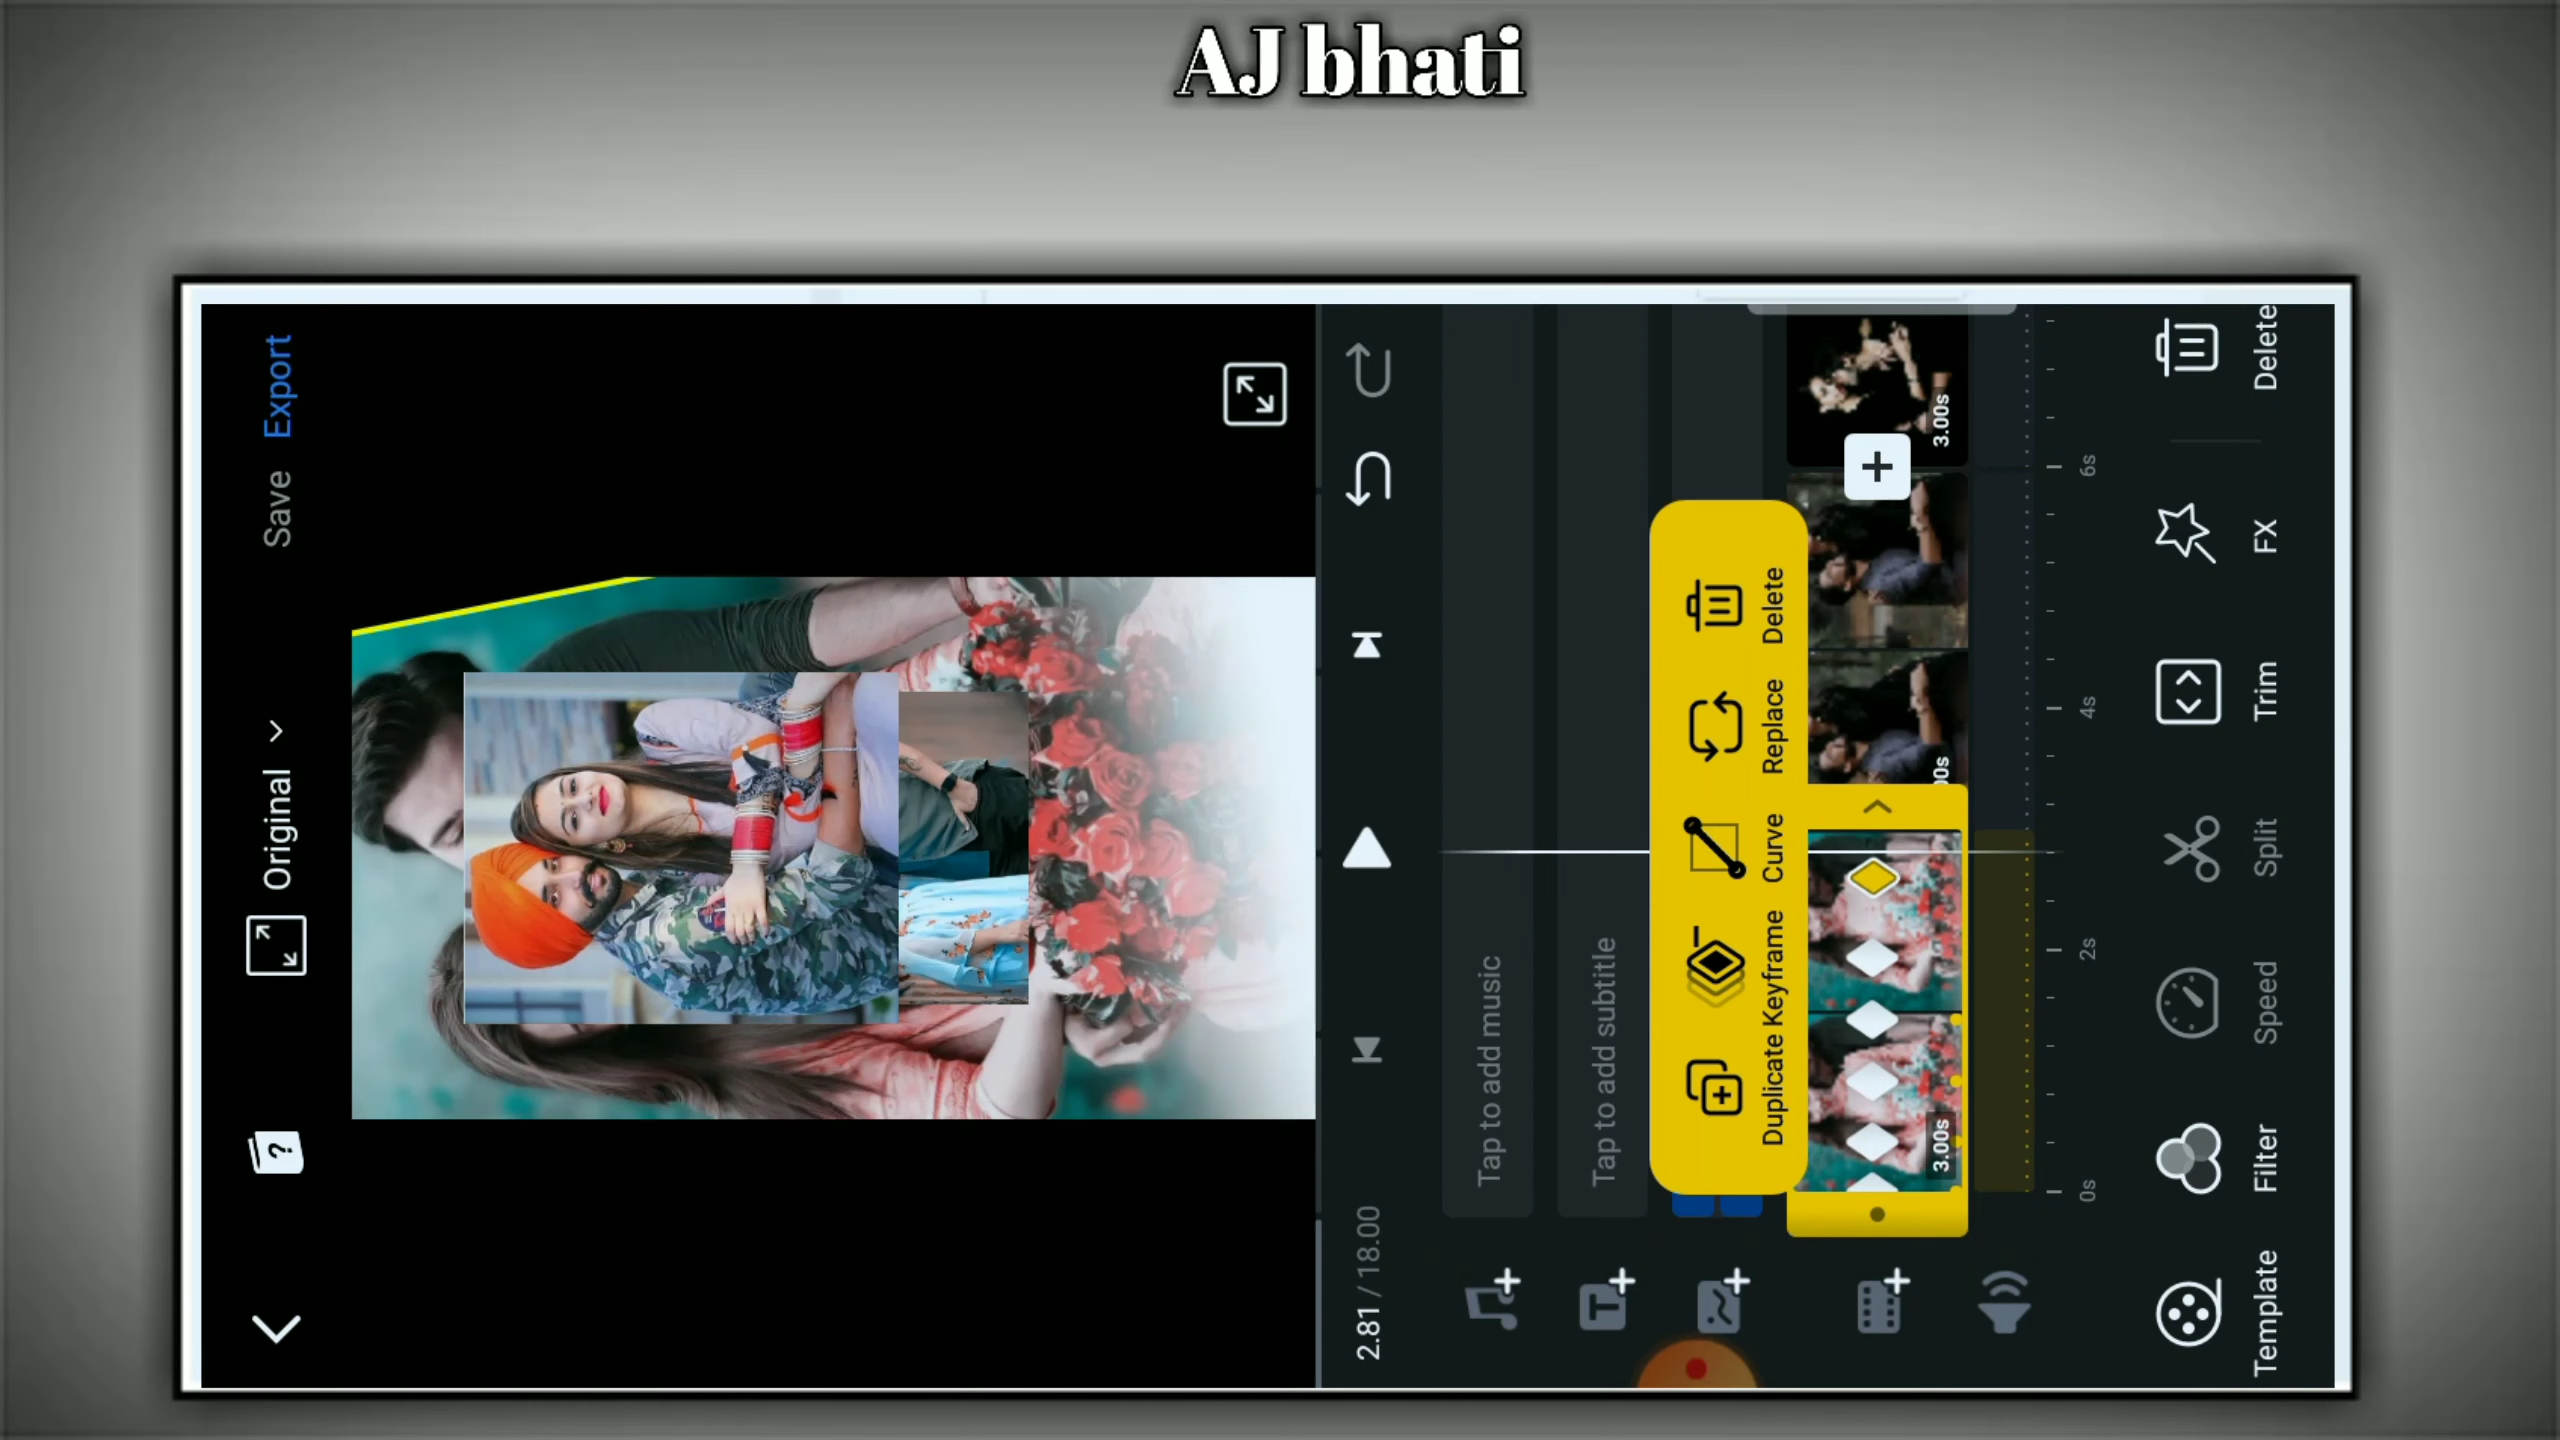 AJ bhati
Save Export
Original
2.81 / 18.00
Tap to add music
Tap to add subtitle
Duplicate Keyframe Curve Replace Delete
3.00s
00s
3.00s
0s 2s 4s 6s
Template Filter Speed Split Trim FX Delete